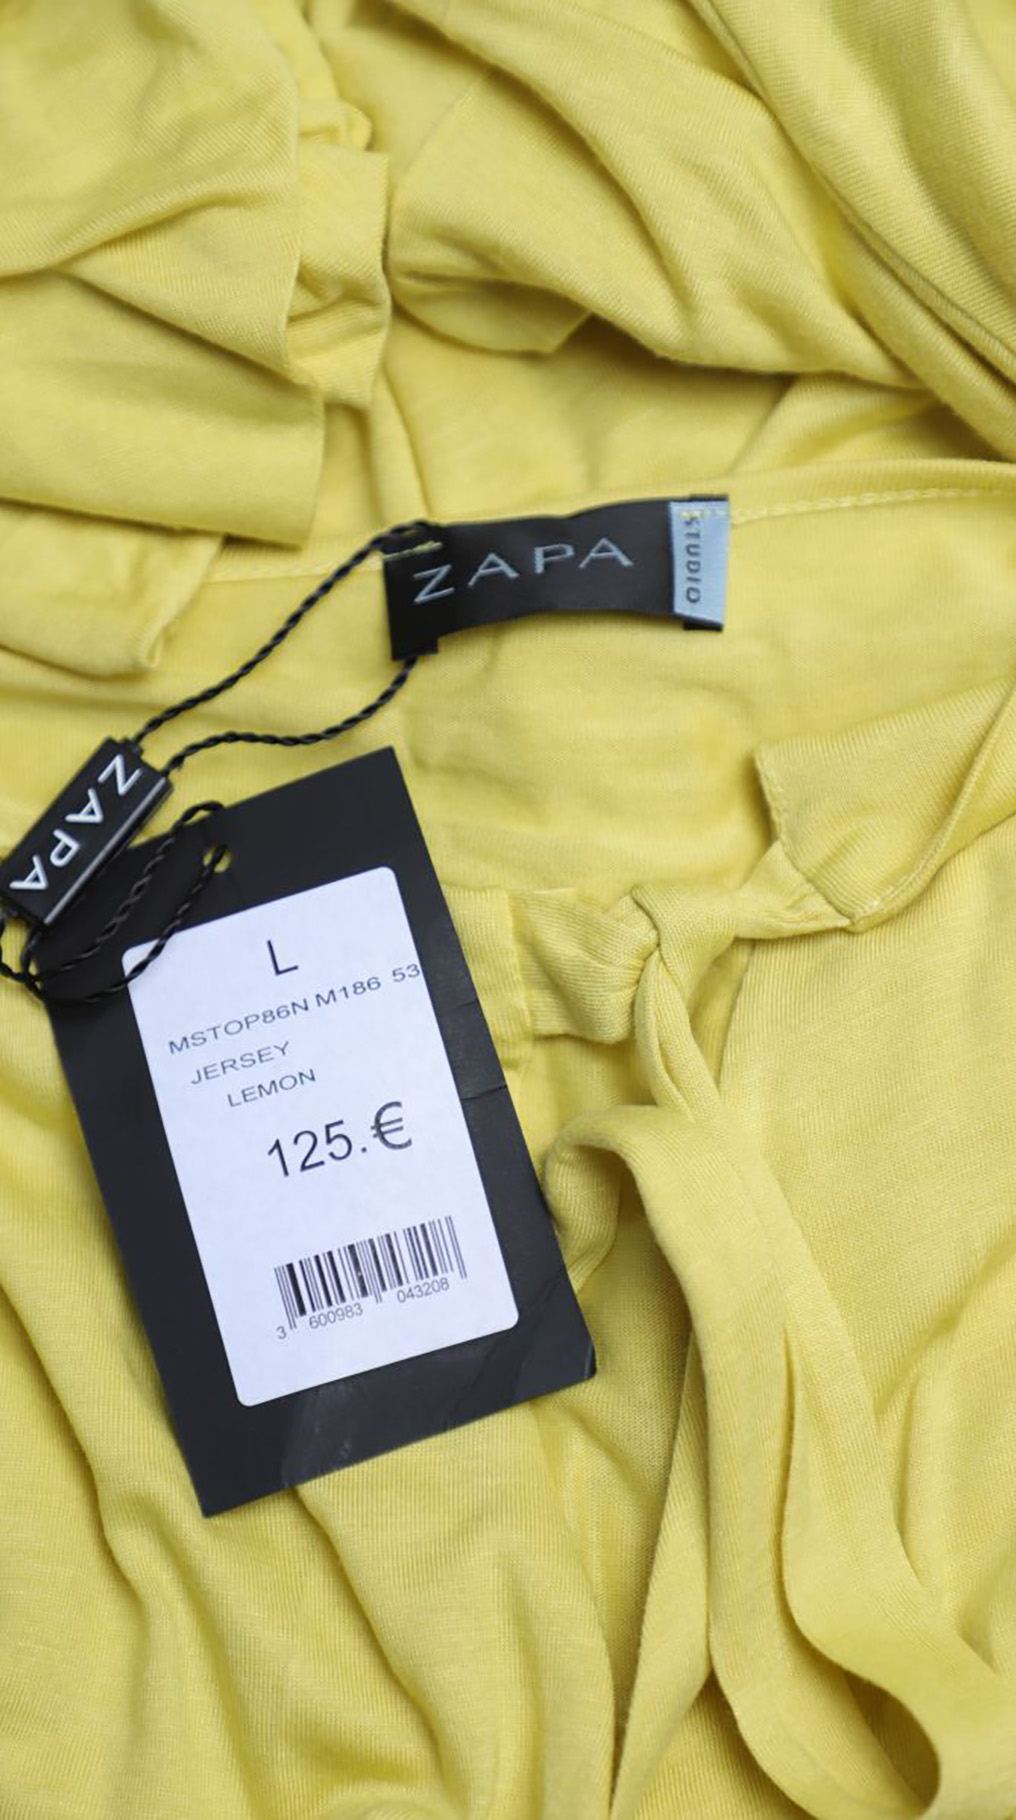 ZAPA
STUDIO
ZAPA
L
MSTOP86N M186 53
JERSEY
LEMON
125.€
3 600983 043208